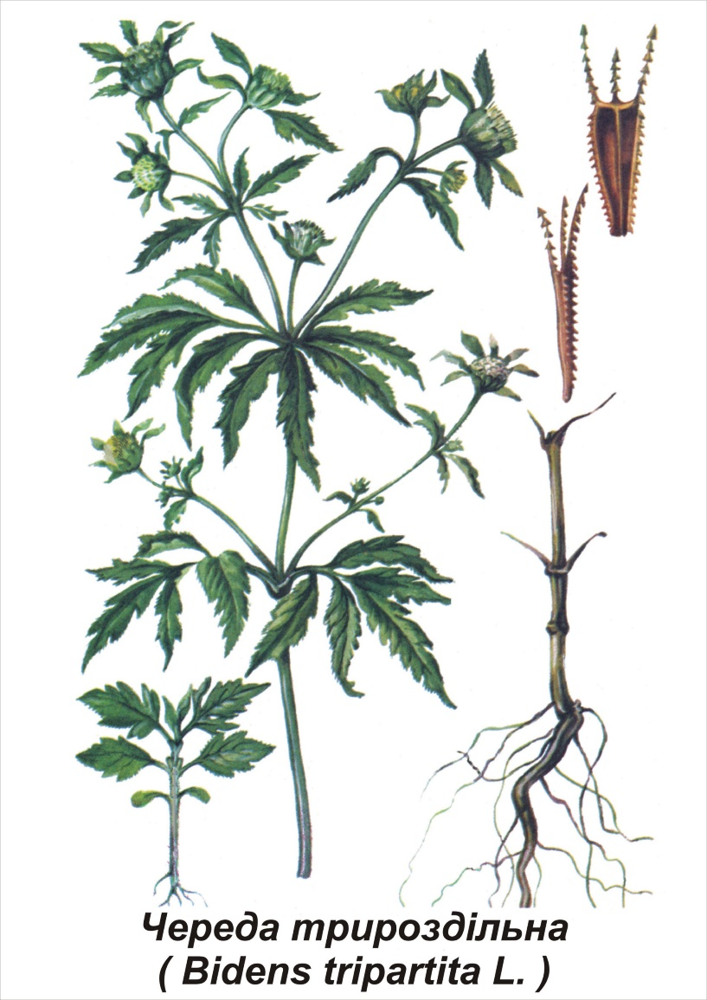 Череда трироздільна
( Bidens tripartita L. )